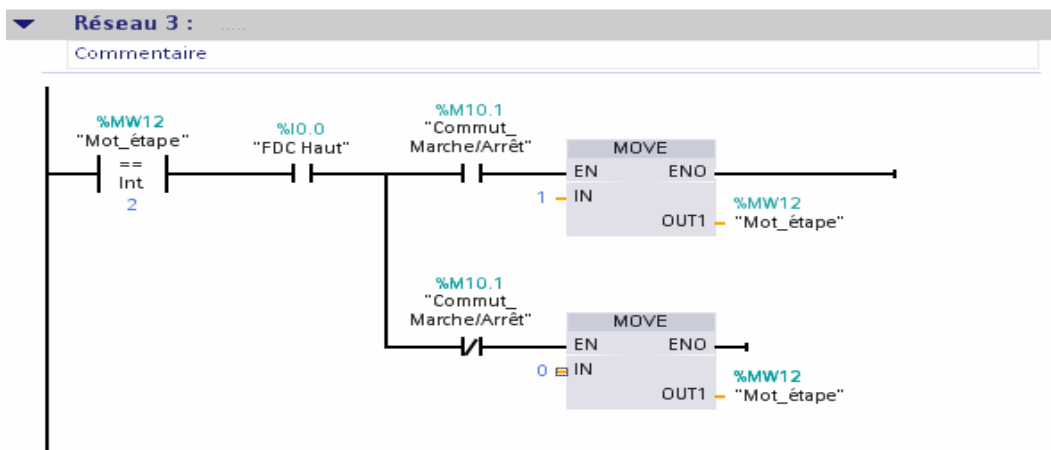 Réseau 3 : .....
Commentaire
%MW12
"Mot_étape"
==
Int
2
%I0.0
"FDC Haut"
%M10.1
"Commut_
Marche/Arrêt"
MOVE
EN ENO
1 IN
OUT1
%MW12
"Mot_étape"
%M10.1
"Commut_
Marche/Arrêt"
MOVE
EN ENO
0 IN
OUT1
%MW12
"Mot_étape"